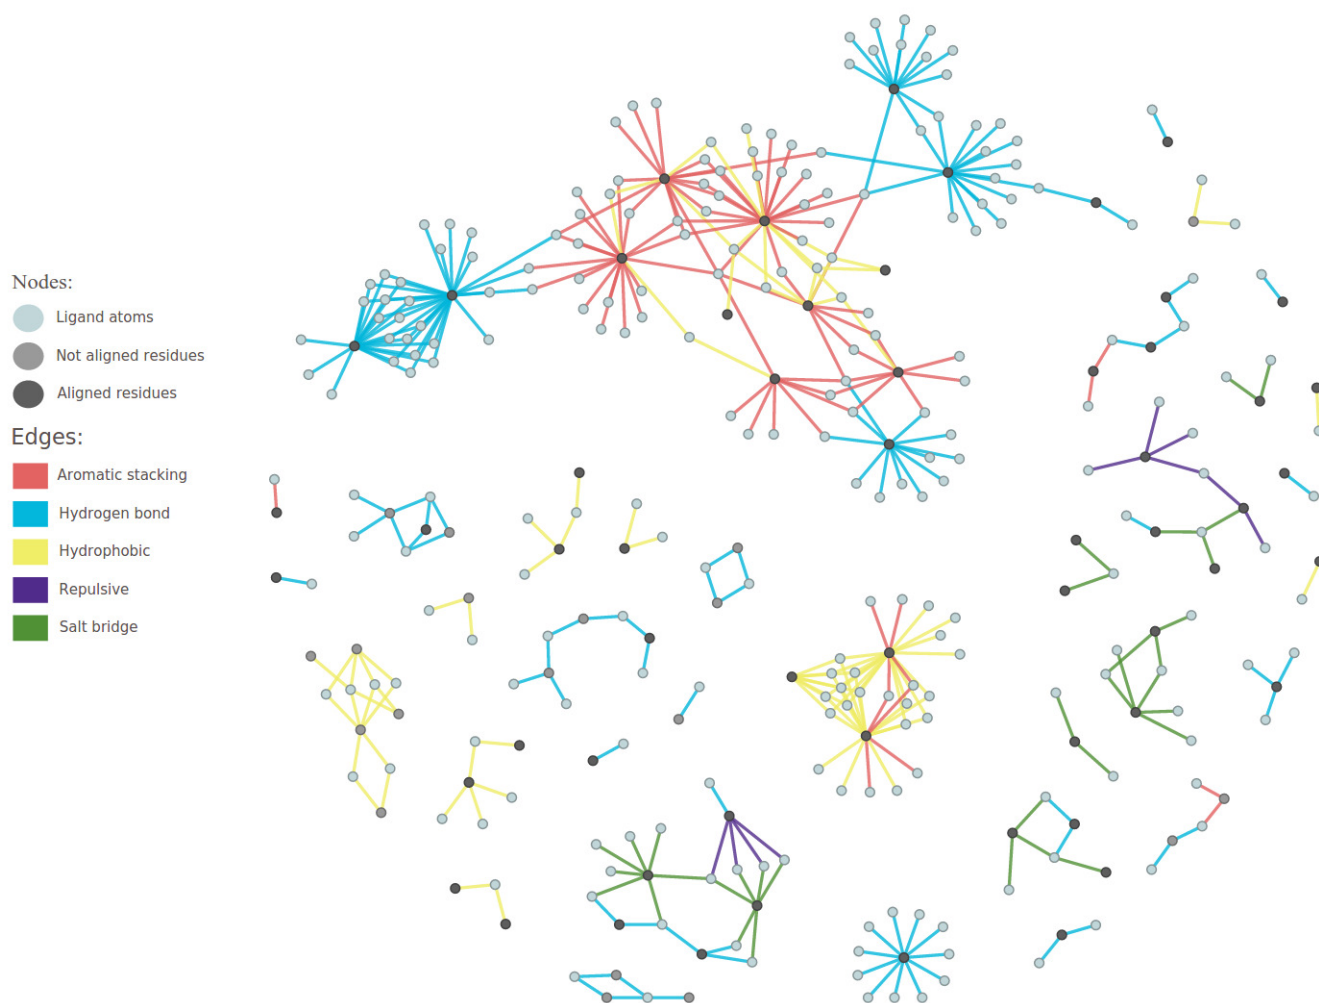 Nodes:
Ligand atoms
Not aligned residues
Aligned residues
Edges:
Aromatic stacking
Hydrogen bond
Hydrophobic
Repulsive
Salt bridge